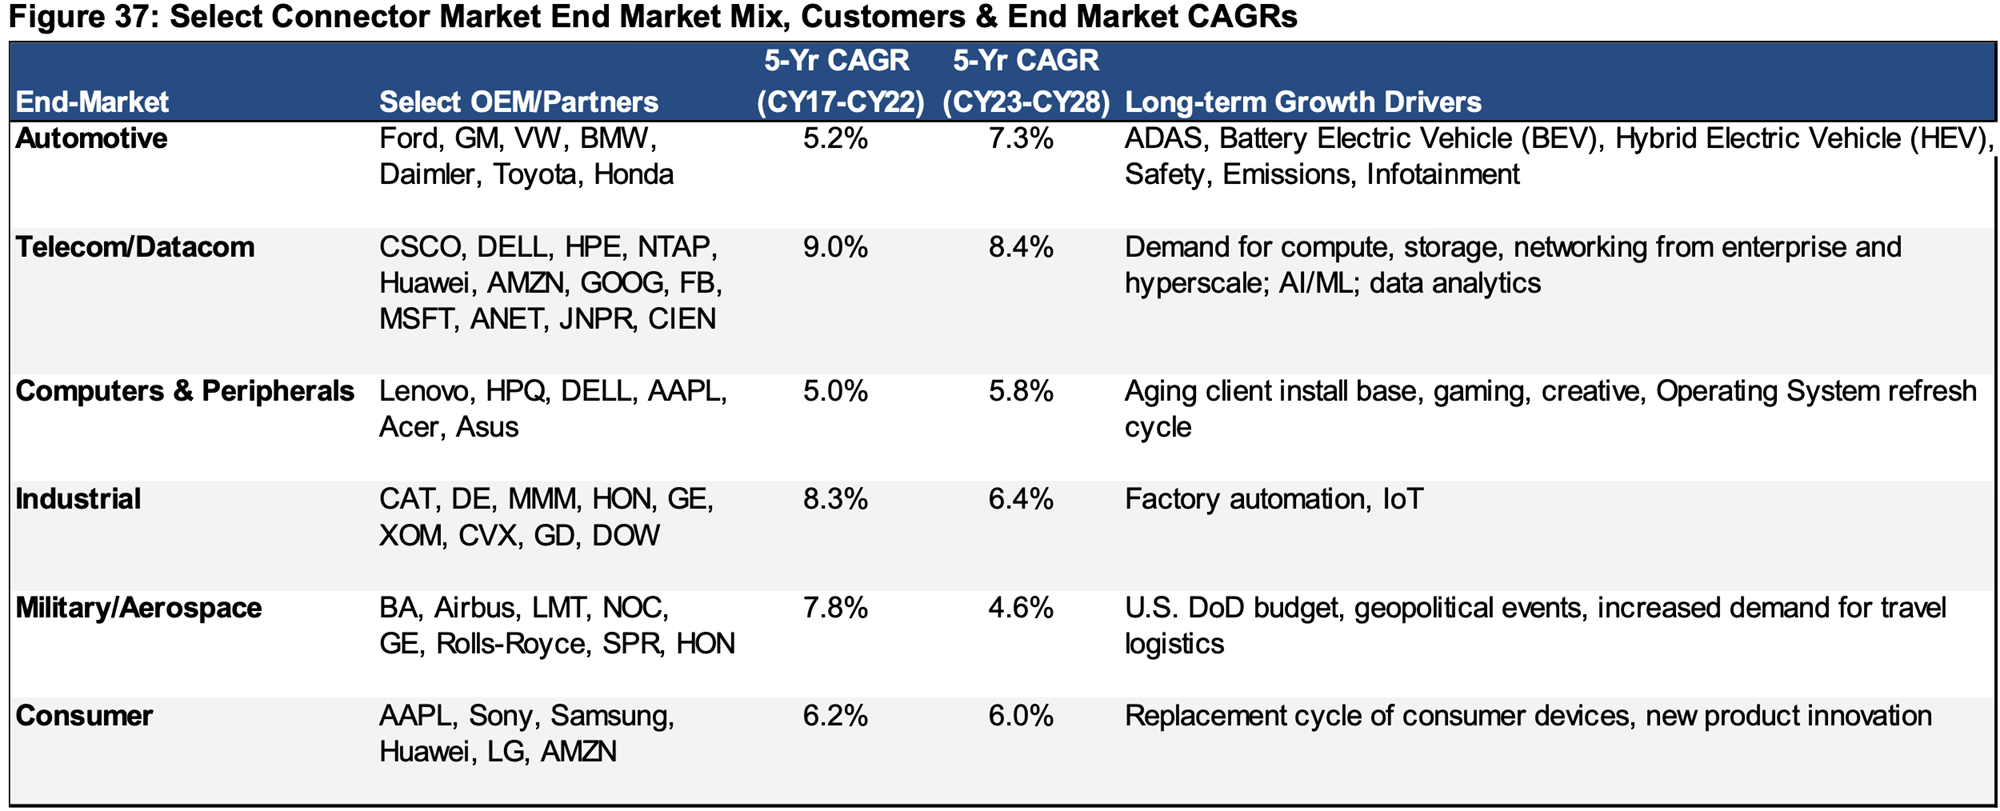 Figure 37: Select Connector Market End Market Mix, Customers & End Market CAGRs
5-Yr CAGR 5-Yr CAGR
End-Market Select OEM/Partners (CY17-CY22) (CY23-CY28) Long-term Growth Drivers
Automotive Ford, GM, VW, BMW, 5.2% 7.3% ADAS, Battery Electric Vehicle (BEV), Hybrid Electric Vehicle (HEV),
Daimler, Toyota, Honda Safety, Emissions, Infotainment
Telecom/Datacom CSCO, DELL, HPE, NTAP, 9.0% 8.4% Demand for compute, storage, networking from enterprise and
Huawei, AMZN, GOOG, FB, hyperscale; AI/ML; data analytics
MSFT, ANET, JNPR, CIEN
Computers & Peripherals Lenovo, HPQ, DELL, AAPL, 5.0% 5.8% Aging client install base, gaming, creative, Operating System refresh
Acer, Asus cycle
Industrial CAT, DE, MMM, HON, GE, 8.3% 6.4% Factory automation, IoT
XOM, CVX, GD, DOW
Military/Aerospace BA, Airbus, LMT, NOC, 7.8% 4.6% U.S. DoD budget, geopolitical events, increased demand for travel
GE, Rolls-Royce, SPR, HON logistics
Consumer AAPL, Sony, Samsung, 6.2% 6.0% Replacement cycle of consumer devices, new product innovation
Huawei, LG, AMZN